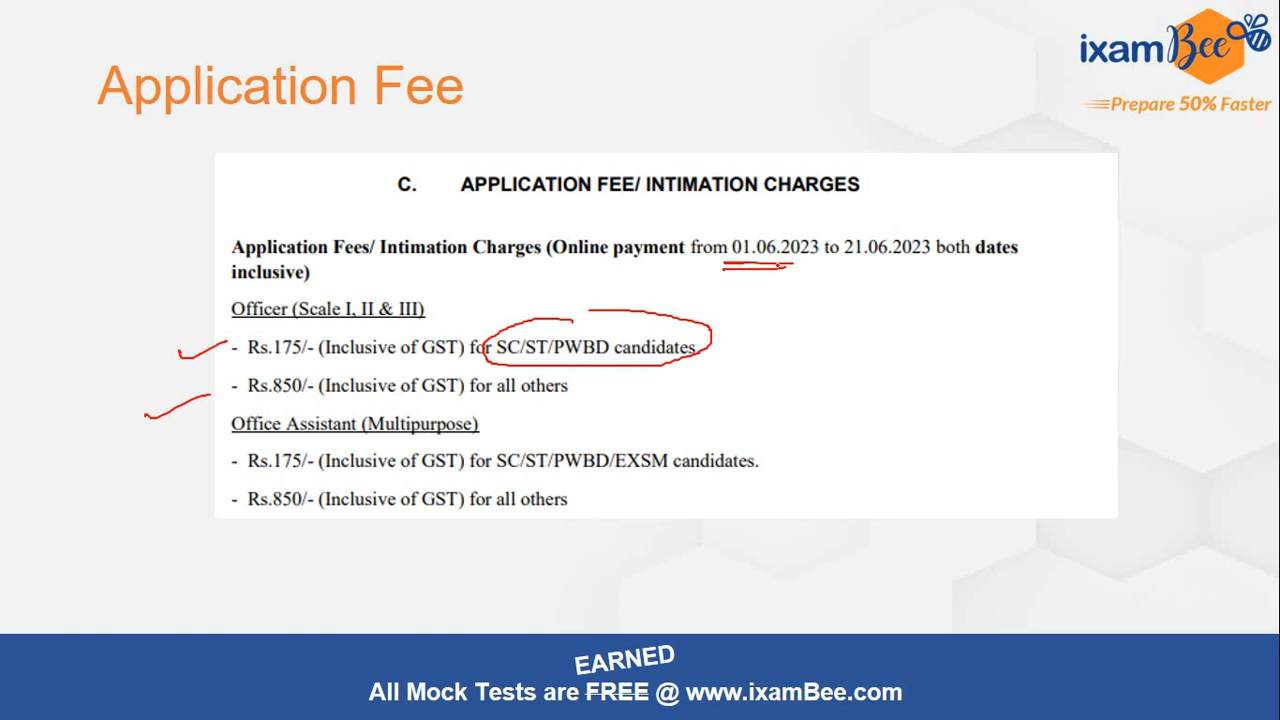 ixamBee
Prepare 50% Faster
Application Fee
C. APPLICATION FEE/ INTIMATION CHARGES
Application Fees/ Intimation Charges (Online payment from 01.06.2023 to 21.06.2023 both dates
inclusive)
Officer (Scale I, II & III)
- Rs.175/- (Inclusive of GST) for SC/ST/PWBD candidates.
- Rs.850/- (Inclusive of GST) for all others
Office Assistant (Multipurpose)
- Rs.175/- (Inclusive of GST) for SC/ST/PWBD/EXSM candidates.
- Rs.850/- (Inclusive of GST) for all others
EARNED
All Mock Tests are FREE @ www.ixamBee.com